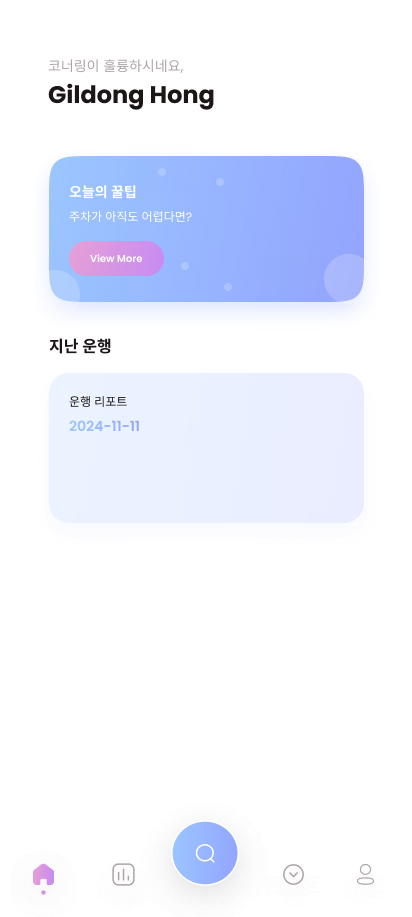 코너링이 훌륭하시네요,
Gildong Hong
오늘의 꿀팁
주차가 아직도 어렵다면?
View More
지난 운행
운행 리포트
2024-11-11